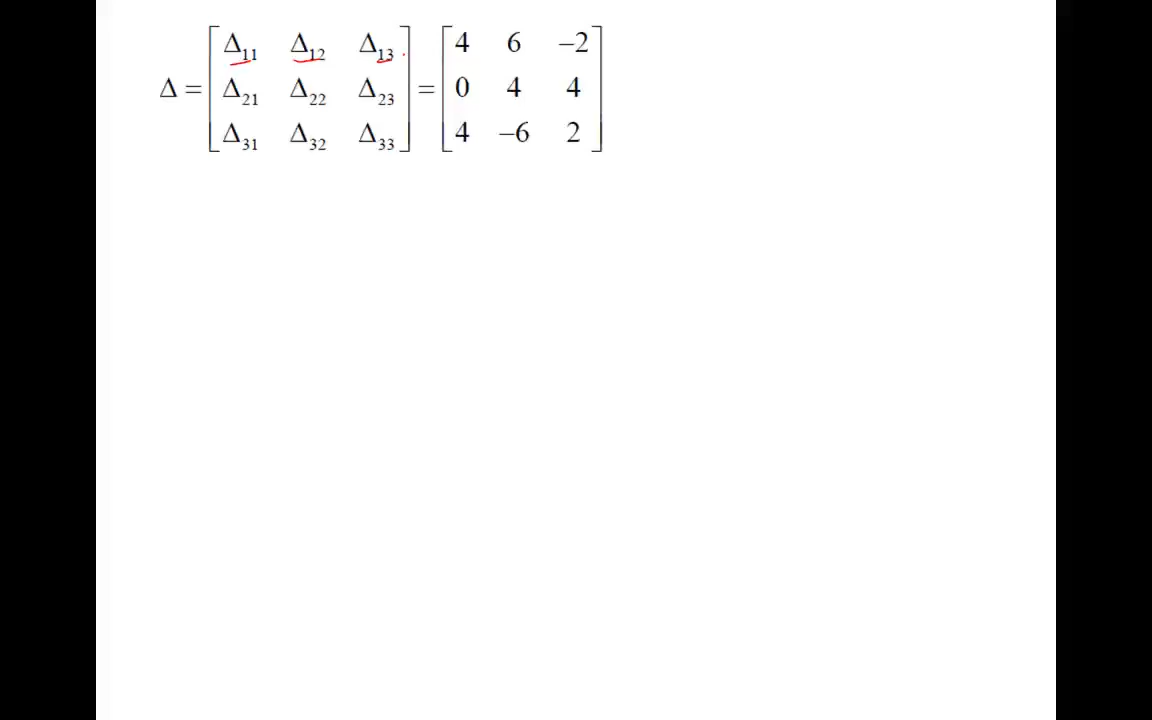 Δ = [Δ₁₁ Δ₁₂ Δ₁₃] = [4 6 −2]
[Δ₂₁ Δ₂₂ Δ₂₃] [0 4 4]
[Δ₃₁ Δ₃₂ Δ₃₃] [4 −6 2]